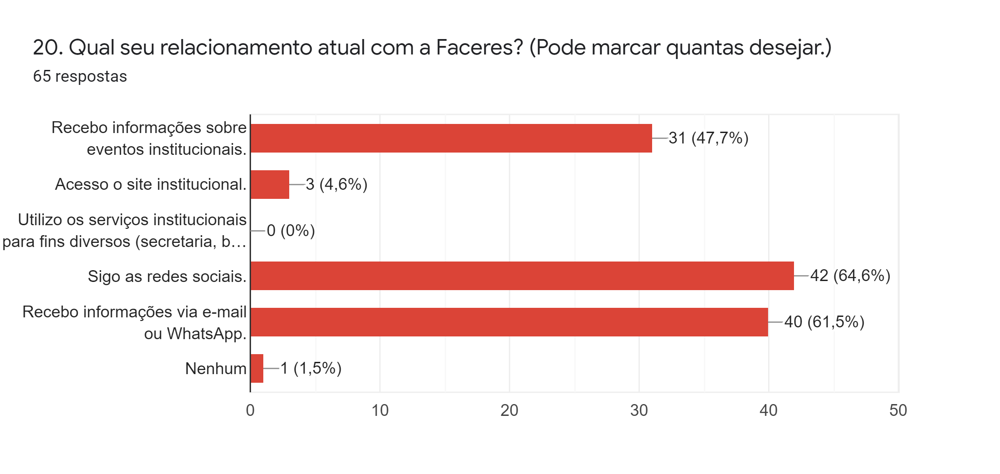 20. Qual seu relacionamento atual com a Faceres? (Pode marcar quantas desejar.)
65 respostas
Recebo informações sobre
eventos institucionais.
31 (47,7%)
Acesso o site institucional.
3 (4,6%)
Utilizo os serviços institucionais
para fins diversos (secretaria, b…
0 (0%)
Sigo as redes sociais.
42 (64,6%)
Recebo informações via e-mail
ou WhatsApp.
40 (61,5%)
Nenhum
1 (1,5%)
0 10 20 30 40 50